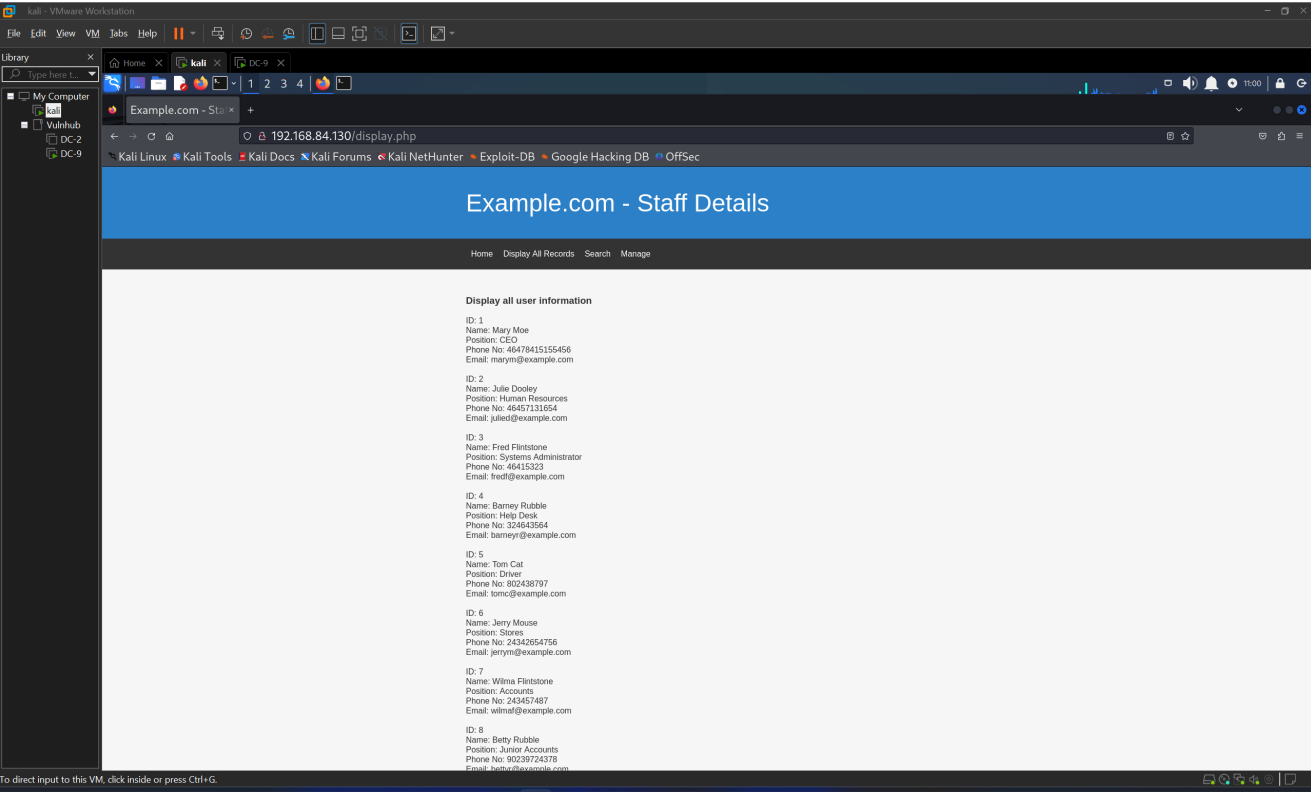 kali - VMware Workstation
File Edit View VM Tabs Help
Library
Type here t...
My Computer
kali
Vulnhub
DC-2
DC-9
Home kali DC-9
1 2 3 4
11:00
Example.com - Sta
192.168.84.130/display.php
Kali Linux Kali Tools Kali Docs Kali Forums Kali NetHunter Exploit-DB Google Hacking DB OffSec
Example.com - Staff Details
Home Display All Records Search Manage
Display all user information
ID: 1
Name: Mary Moe
Position: CEO
Phone No: 46478415155456
Email: marym@example.com
ID: 2
Name: Julie Dooley
Position: Human Resources
Phone No: 46457131654
Email: julied@example.com
ID: 3
Name: Fred Flintstone
Position: Systems Administrator
Phone No: 46415323
Email: fredf@example.com
ID: 4
Name: Barney Rubble
Position: Help Desk
Phone No: 324643564
Email: barneyr@example.com
ID: 5
Name: Tom Cat
Position: Driver
Phone No: 802438797
Email: tomc@example.com
ID: 6
Name: Jerry Mouse
Position: Stores
Phone No: 24342654756
Email: jerrym@example.com
ID: 7
Name: Wilma Flintstone
Position: Accounts
Phone No: 243457487
Email: wilmaf@example.com
ID: 8
Name: Betty Rubble
Position: Junior Accounts
Phone No: 90239724378
Email: bettyr@example.com
To direct input to this VM, click inside or press Ctrl+G.